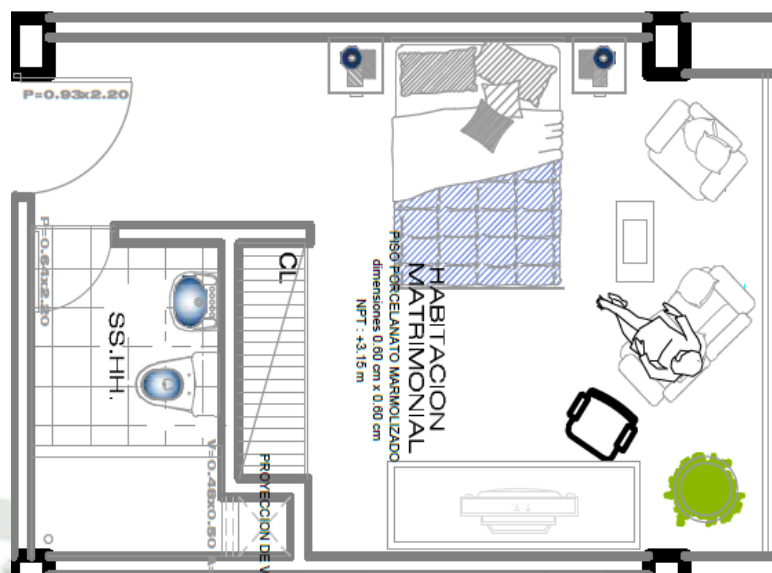 P=0.93x2.20
P=0.64x2.20
SS.HH.
CL
HABITACION
MATRIMONIAL
PISO PORCELANATO MARMOLIZADO
dimensiones 0.60 cm x 0.60 cm
NPT : +3.15 m
V=0.48x0.50
PROYECCION DE V